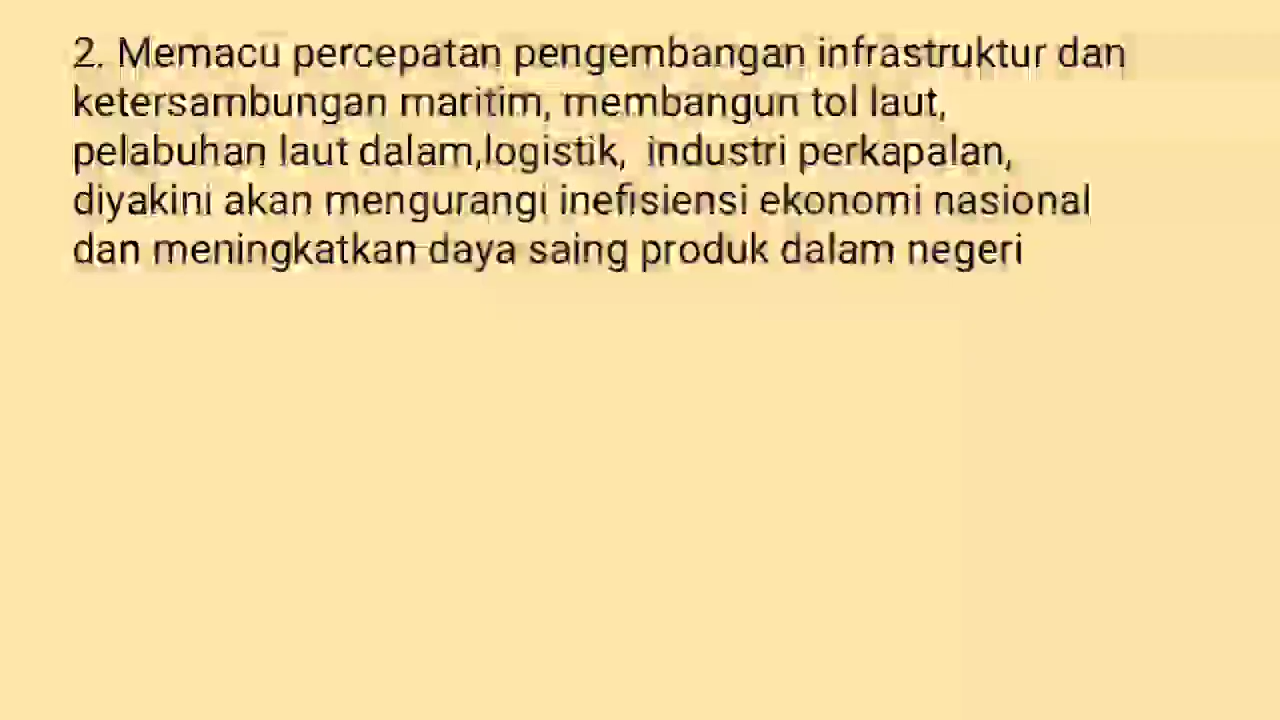 2. Memacu percepatan pengembangan infrastruktur dan
ketersambungan maritim, membangun tol laut,
pelabuhan laut dalam,logistik,  industri perkapalan,
diyakini akan mengurangi inefisiensi ekonomi nasional
dan meningkatkan daya saing produk dalam negeri